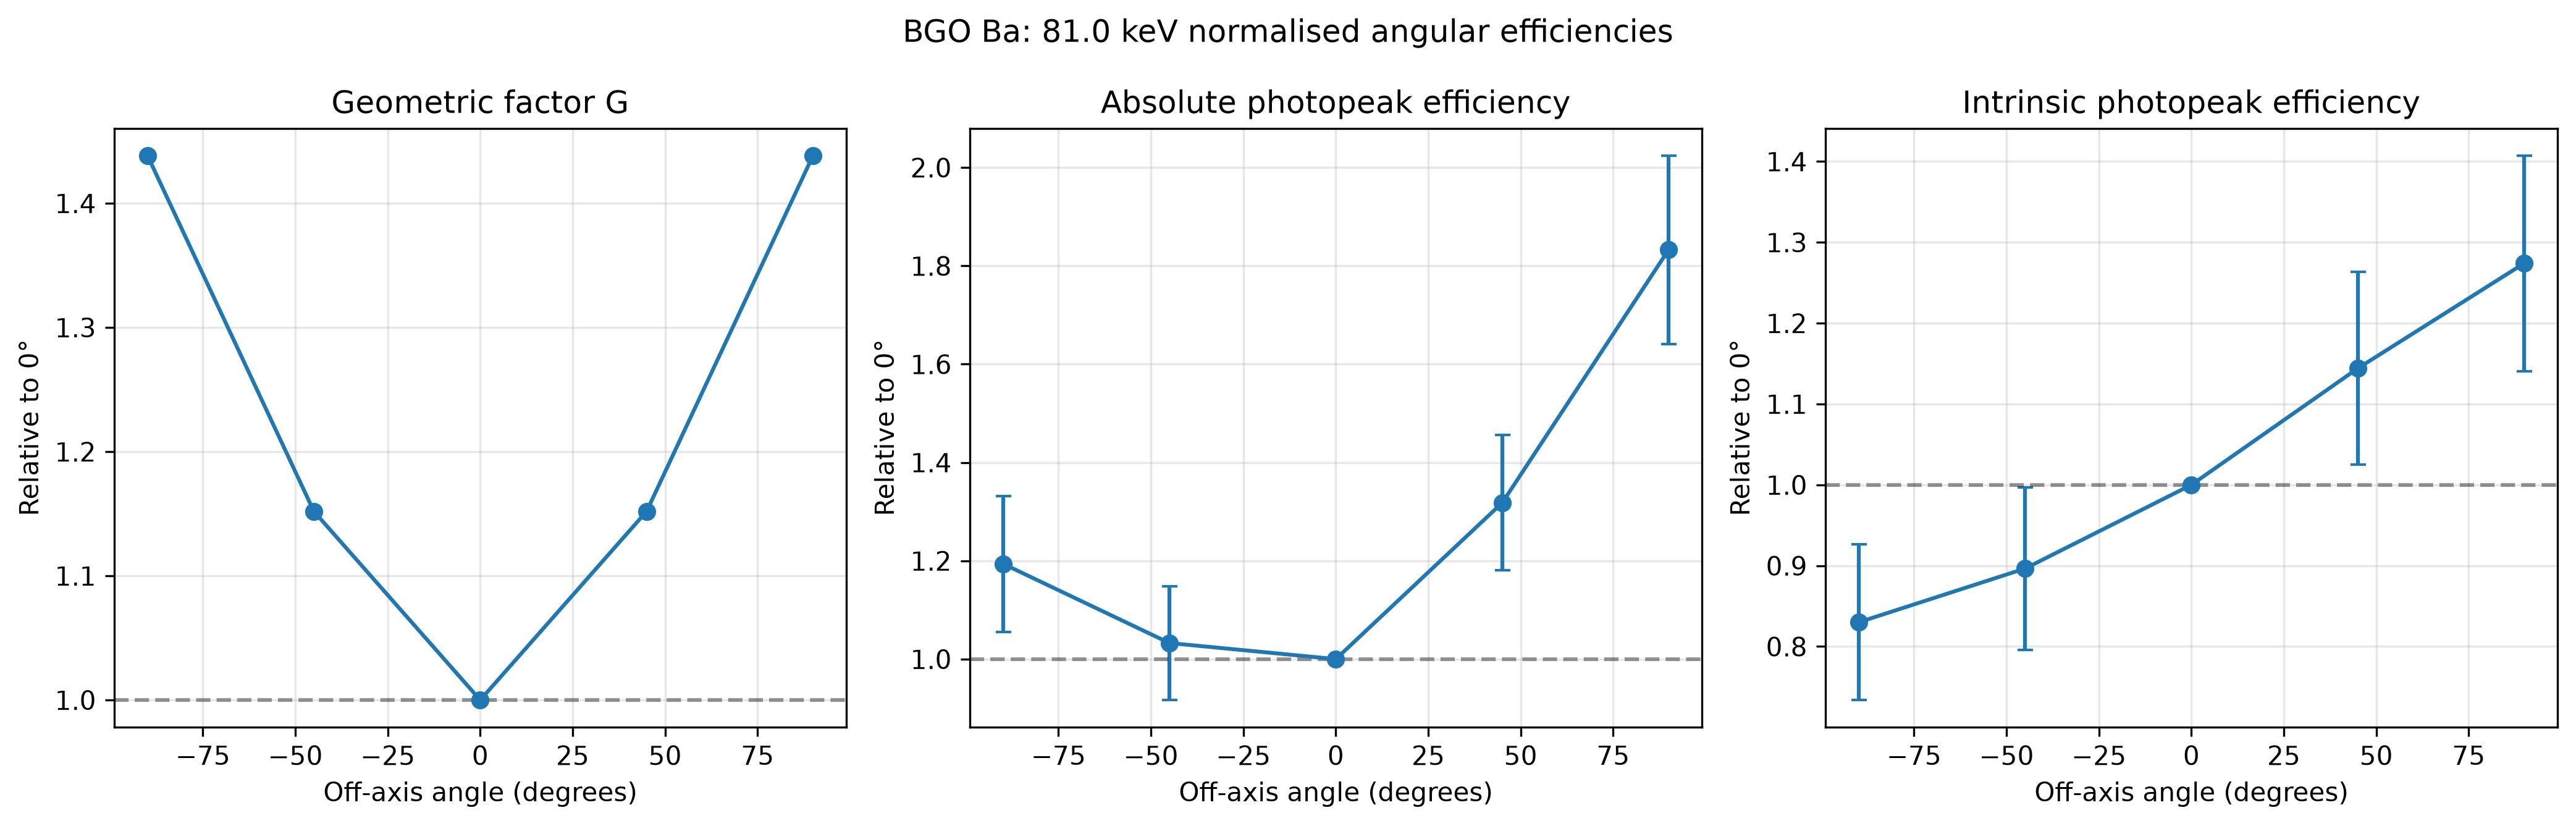 BGO Ba: 81.0 keV normalised angular efficiencies
Geometric factor G
Relative to 0°
1.4
1.3
1.2
1.1
1.0
−75 −50 −25 0 25 50 75
Off-axis angle (degrees)
Absolute photopeak efficiency
Relative to 0°
2.0
1.8
1.6
1.4
1.2
1.0
−75 −50 −25 0 25 50 75
Off-axis angle (degrees)
Intrinsic photopeak efficiency
Relative to 0°
1.4
1.3
1.2
1.1
1.0
0.9
0.8
−75 −50 −25 0 25 50 75
Off-axis angle (degrees)